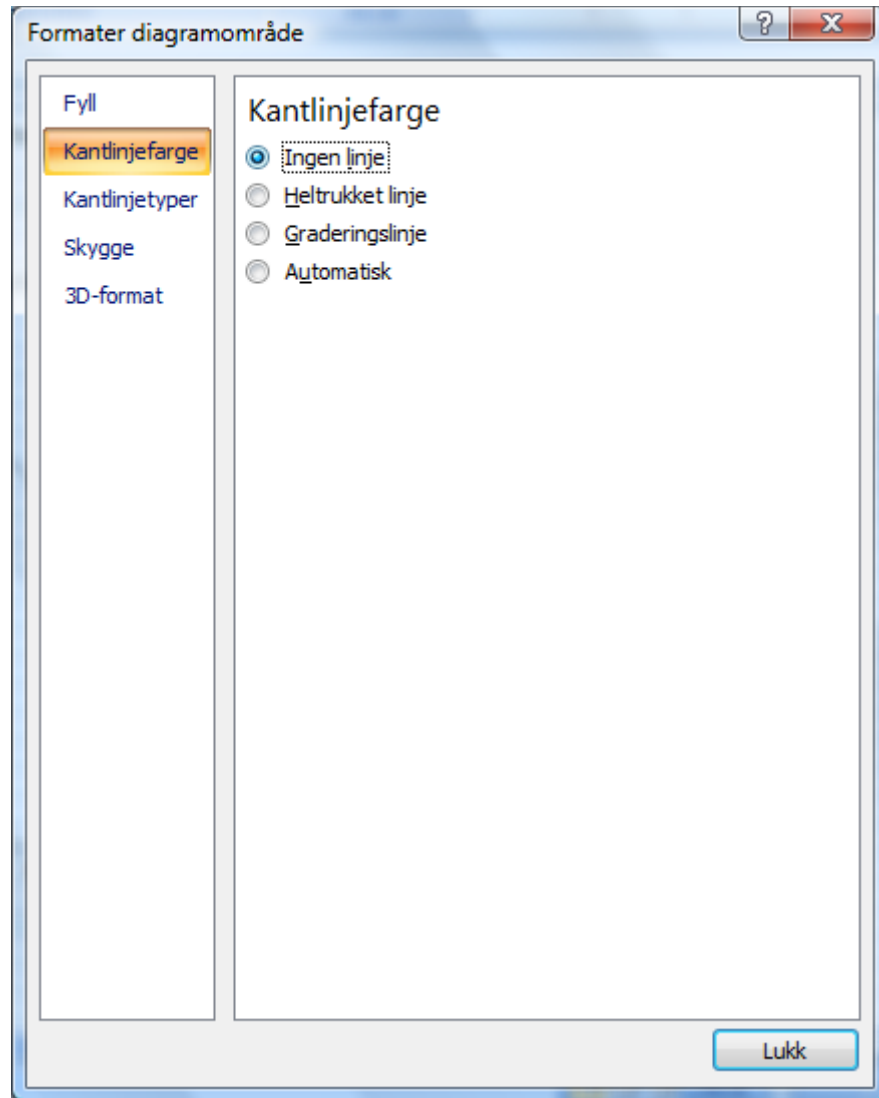 Formater diagramområde
Fyll
Kantlinjefarge
Kantlinjetyper
Skygge
3D-format
Kantlinjefarge
Ingen linje
Heltrukket linje
Graderingslinje
Automatisk
Lukk